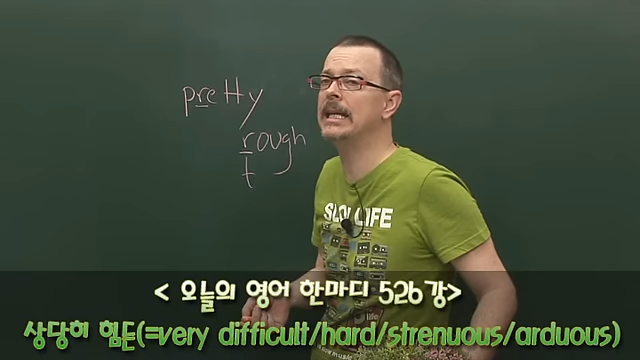 pretty
rough
f
LIFE
< 오늘의 영어 한마디 526강>
상당히 힘든(=very difficult/hard/strenuous/arduous)